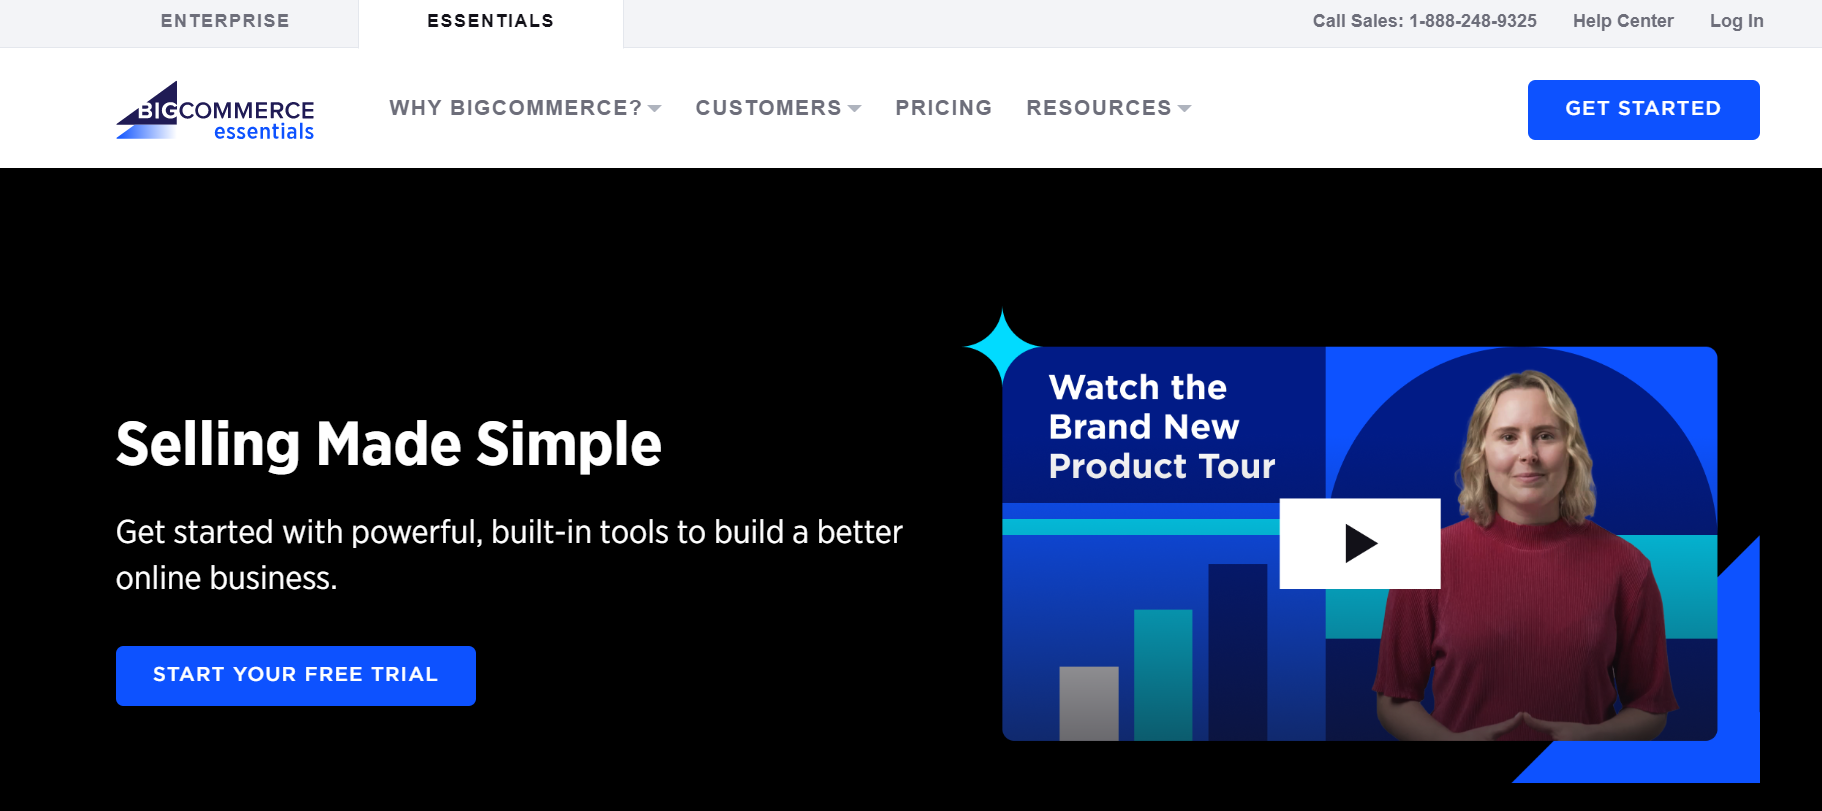 ENTERPRISE
ESSENTIALS
Call Sales: 1-888-248-9325
Help Center
Log In
BIGCOMMERCE
essentials
WHY BIGCOMMERCE?
CUSTOMERS
PRICING
RESOURCES
GET STARTED
Selling Made Simple
Get started with powerful, built-in tools to build a better
online business.
START YOUR FREE TRIAL
Watch the
Brand New
Product Tour